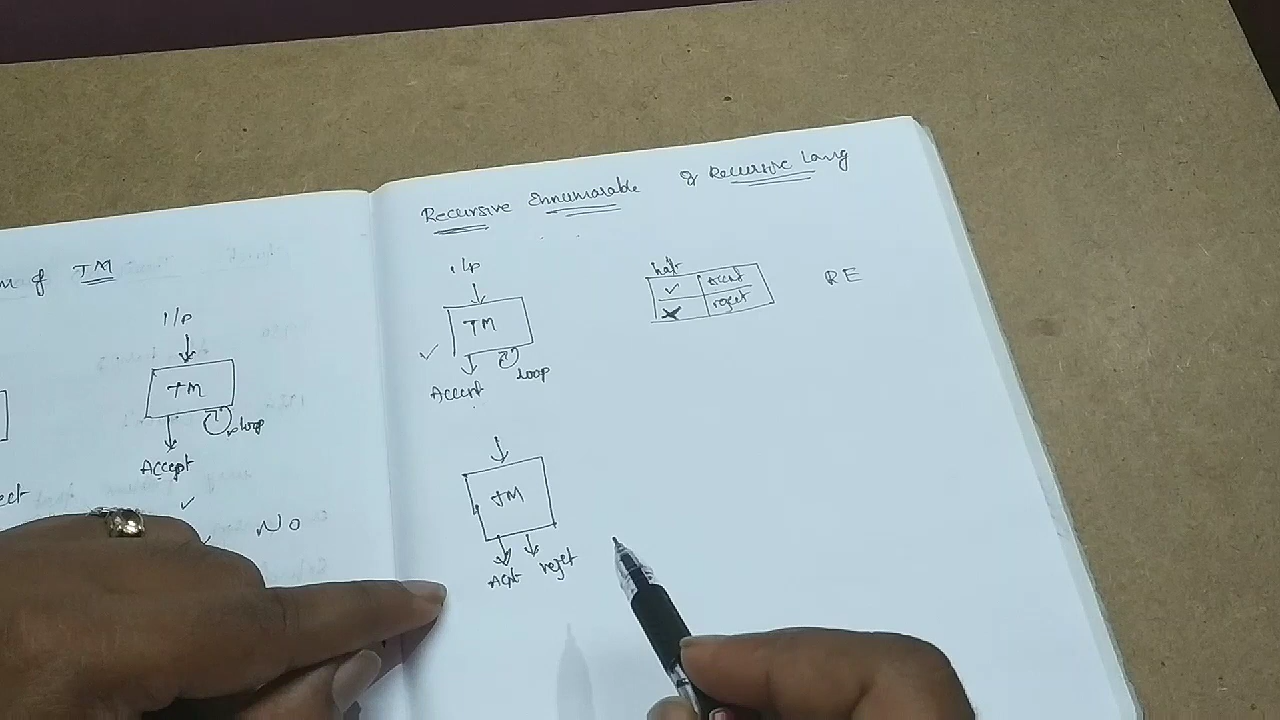 of TM
I/P
TM
loop
Accept
No
Recursive Ennumarable & Recursive Lang
I/p
TM
Loop
Accept
halt
✓ Accept
✗ reject
RE
TM
Acpt reject